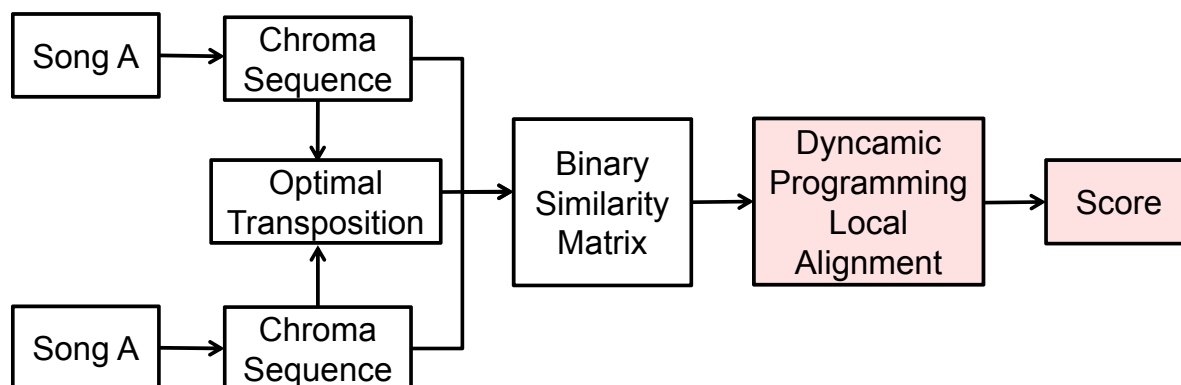 Song A
Chroma
Sequence
Optimal
Transposition
Song A
Chroma
Sequence
Binary
Similarity
Matrix
Dyncamic
Programming
Local
Alignment
Score